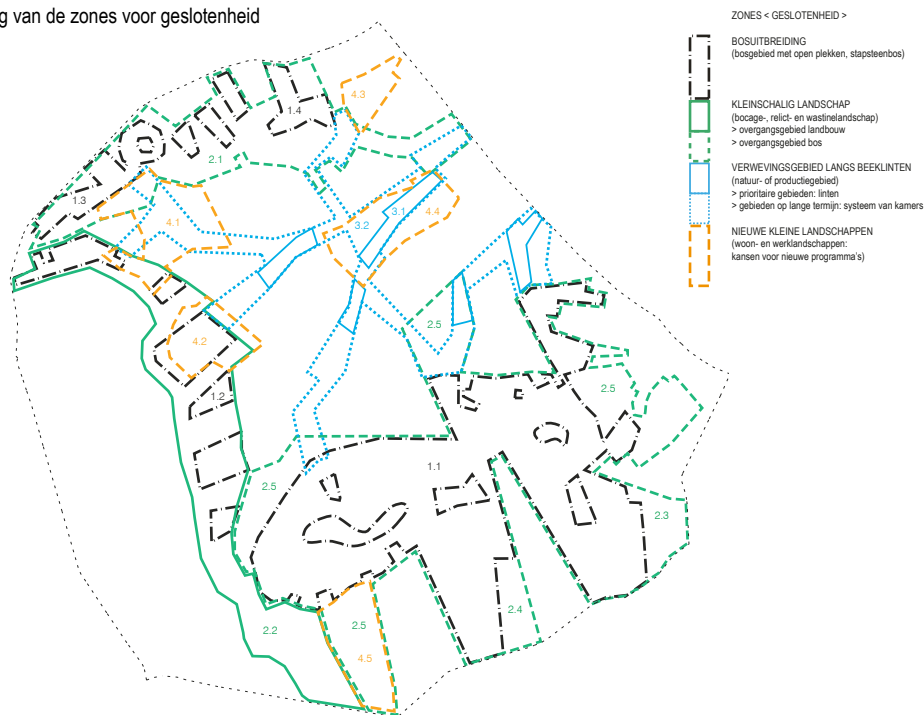 g van de zones voor geslotenheid
ZONES < GESLOTENHEID >
BOSUITBREIDING
(bosgebied met open plekken, stapsteenbos)
KLEINSCHALIG LANDSCHAP
(bocage-, relict- en wastinelandschap)
> overgangsgebied landbouw
> overgangsgebied bos
VERWEVINGSGEBIED LANGS BEEKLINTEN
(natuur- of productiegebied)
> prioritaire gebieden: linten
> gebieden op lange termijn: systeem van kamers
NIEUWE KLEINE LANDSCHAPPEN
(woon- en werklandschappen:
kansen voor nieuwe programma's)
4.3
1.4
2.1
1.3
4.1
3.2
3.1
4.4
4.2
2.5
1.2
2.5
1.1
2.5
2.3
2.4
2.2
2.5
4.5